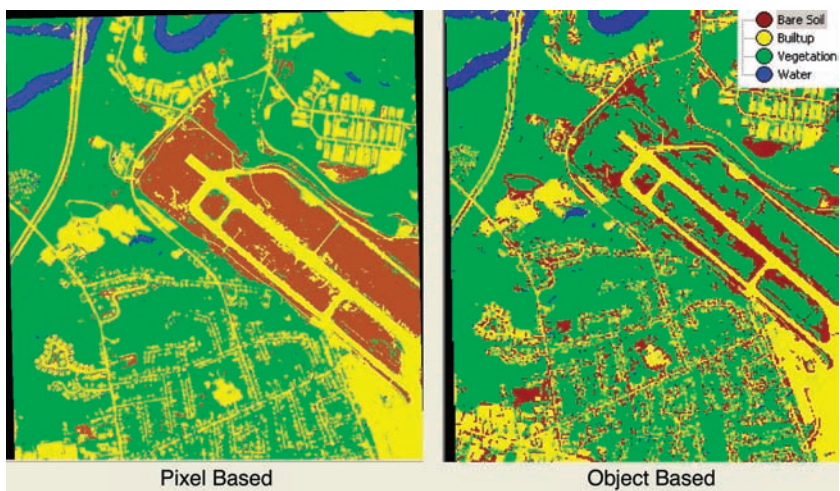 Bare Soil
Builtup
Vegetation
Water
Pixel Based
Object Based